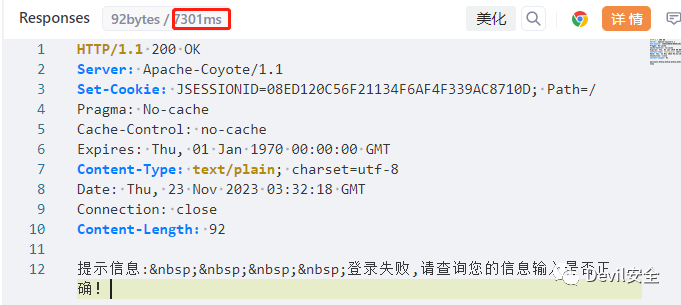 Responses 92bytes / 7301ms 美化 详情
1 HTTP/1.1 200 OK
2 Server: Apache-Coyote/1.1
3 Set-Cookie: JSESSIONID=08ED120C56F21134F6AF4F339AC8710D; Path=/
4 Pragma: No-cache
5 Cache-Control: no-cache
6 Expires: Thu, 01 Jan 1970 00:00:00 GMT
7 Content-Type: text/plain; charset=utf-8
8 Date: Thu, 23 Nov 2023 03:32:18 GMT
9 Connection: close
10 Content-Length: 92
11
12 提示信息:&nbsp;&nbsp;&nbsp;&nbsp;登录失败,请查询您的信息输入是否正
确!
Devil安全